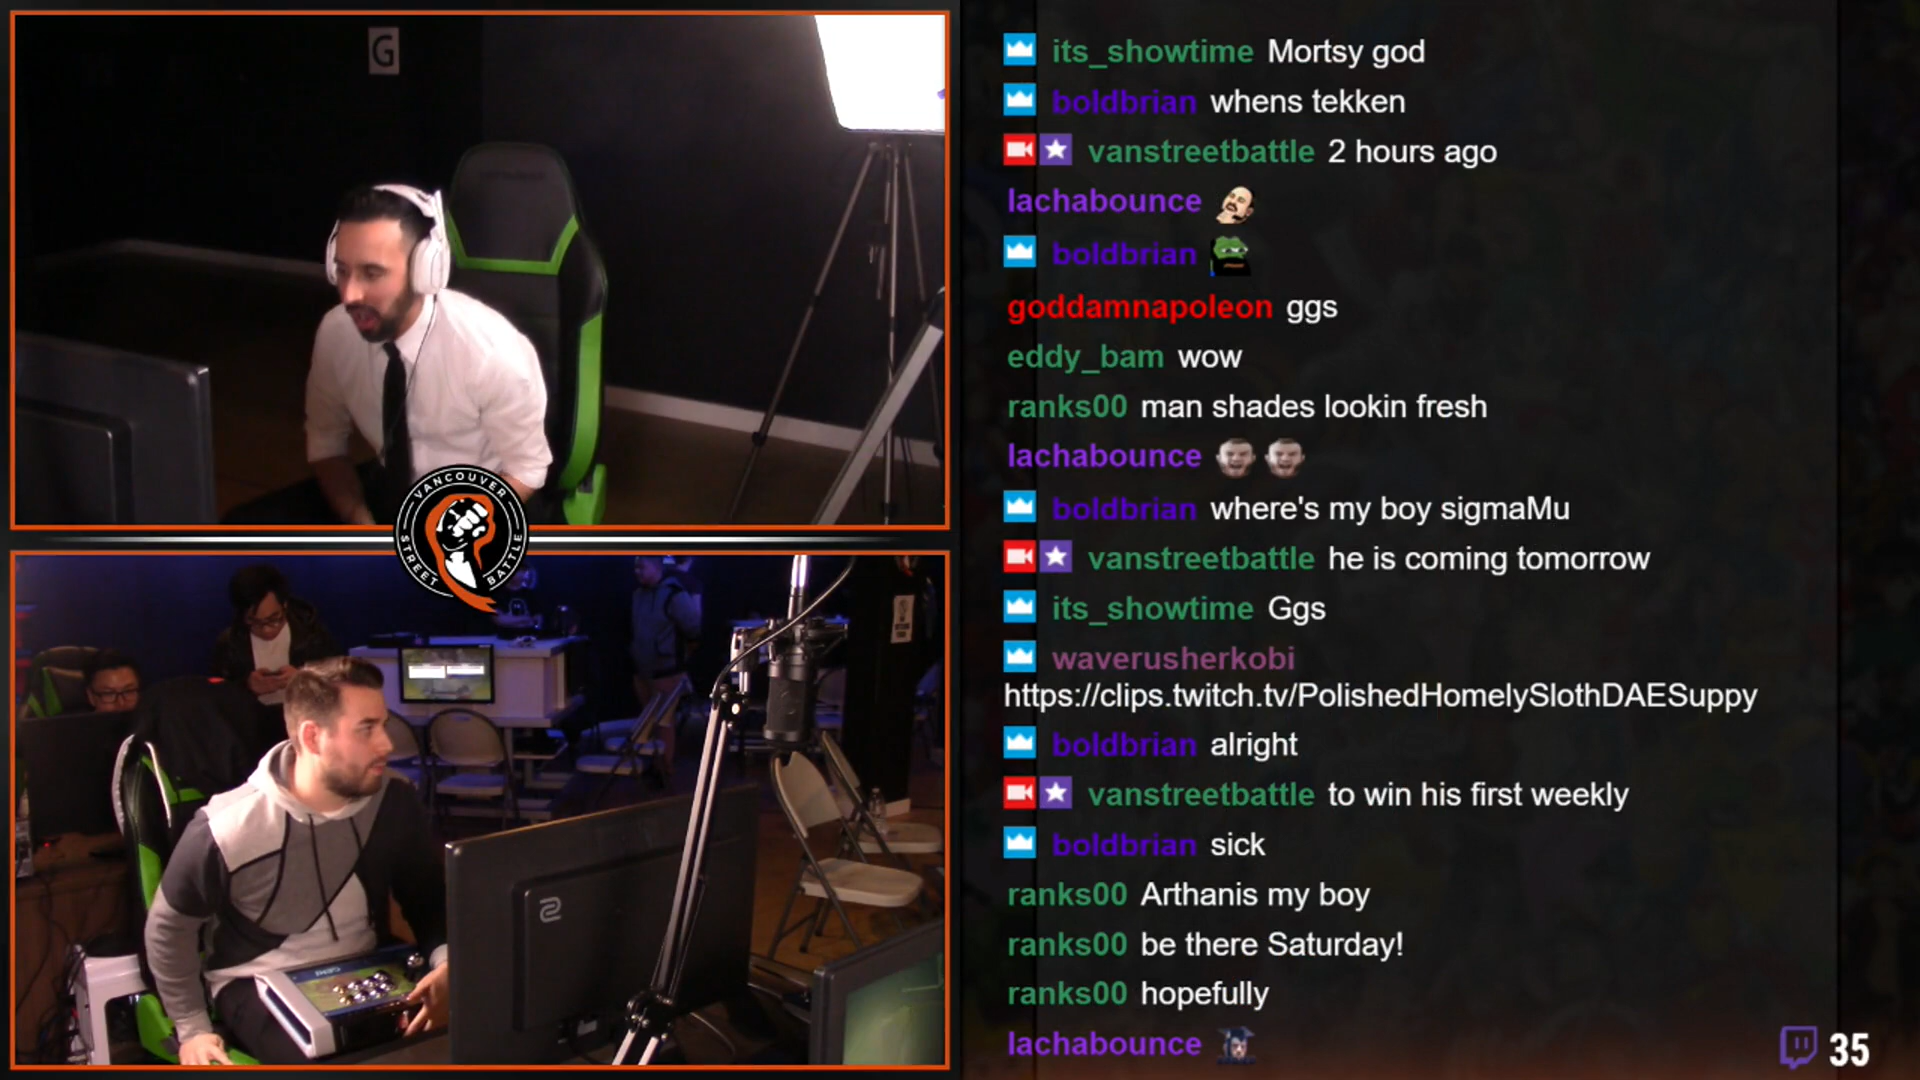 G
VANCOUVER
STREET BATTLE
its_showtime Mortsy god
boldbrian whens tekken
vanstreetbattle 2 hours ago
lachabounce
boldbrian
goddamnapoleon ggs
eddy_bam wow
ranks00 man shades lookin fresh
lachabounce
boldbrian where's my boy sigmaMu
vanstreetbattle he is coming tomorrow
its_showtime Ggs
waverusherkobi
https://clips.twitch.tv/PolishedHomelySlothDAESuppy
boldbrian alright
vanstreetbattle to win his first weekly
boldbrian sick
ranks00 Arthanis my boy
ranks00 be there Saturday!
ranks00 hopefully
lachabounce
35